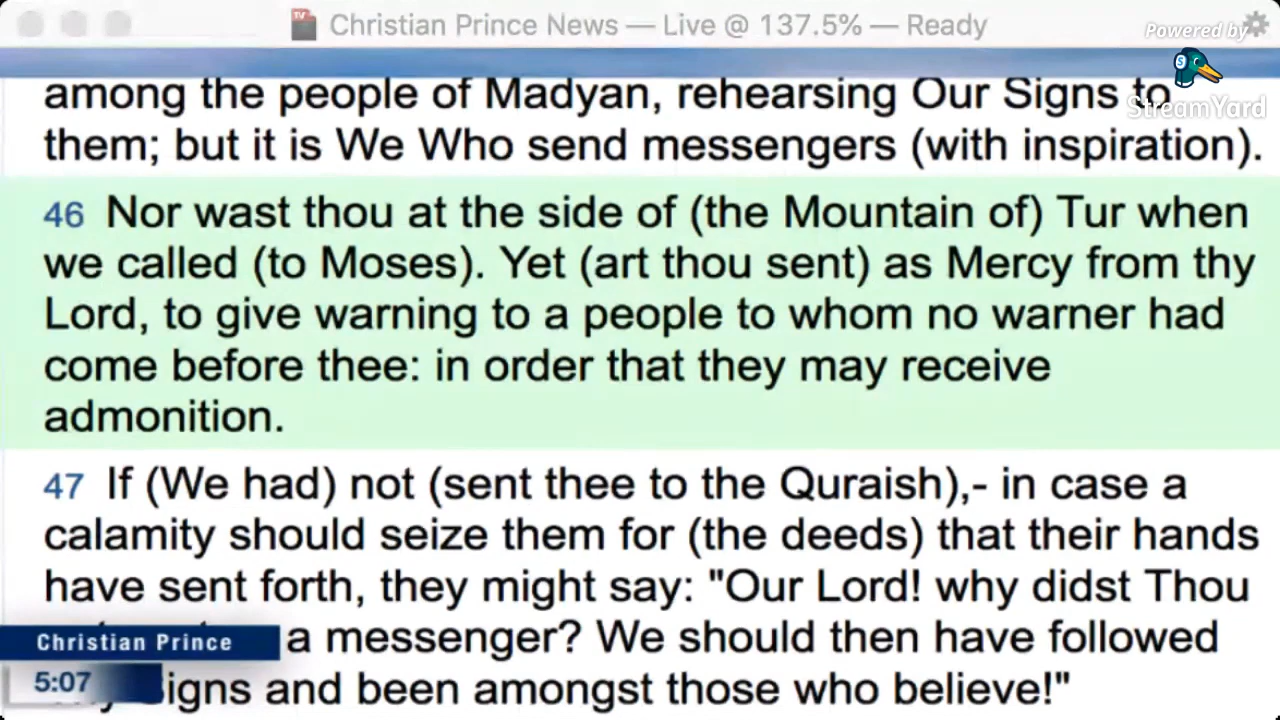 Christian Prince News — Live @ 137.5% — Ready
Powered by
StreamYard
among the people of Madyan, rehearsing Our Signs to
them; but it is We Who send messengers (with inspiration).
46 Nor wast thou at the side of (the Mountain of) Tur when
we called (to Moses). Yet (art thou sent) as Mercy from thy
Lord, to give warning to a people to whom no warner had
come before thee: in order that they may receive
admonition.
47 If (We had) not (sent thee to the Quraish),- in case a
calamity should seize them for (the deeds) that their hands
have sent forth, they might say: "Our Lord! why didst Thou
a messenger? We should then have followed
Signs and been amongst those who believe!"
Christian Prince
5:07